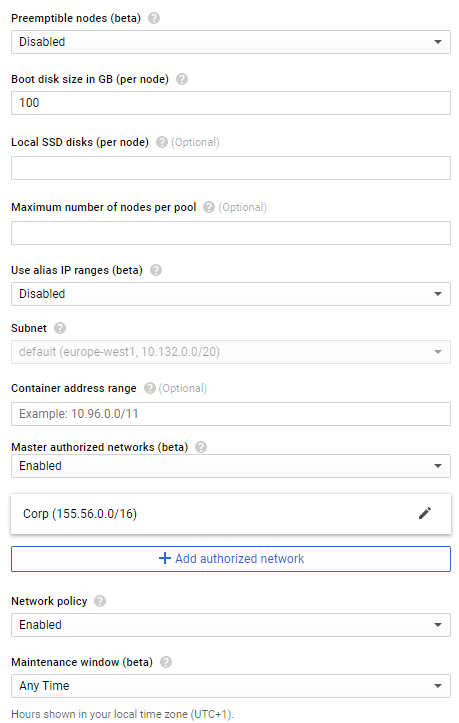 Preemptible nodes (beta) ?
Disabled
Boot disk size in GB (per node) ?
100
Local SSD disks (per node) ? (Optional)
Maximum number of nodes per pool ? (Optional)
Use alias IP ranges (beta) ?
Disabled
Subnet ?
default (europe-west1, 10.132.0.0/20)
Container address range ? (Optional)
Example: 10.96.0.0/11
Master authorized networks (beta) ?
Enabled
Corp (155.56.0.0/16)
+ Add authorized network
Network policy ?
Enabled
Maintenance window (beta) ?
Any Time
Hours shown in your local time zone (UTC+1).